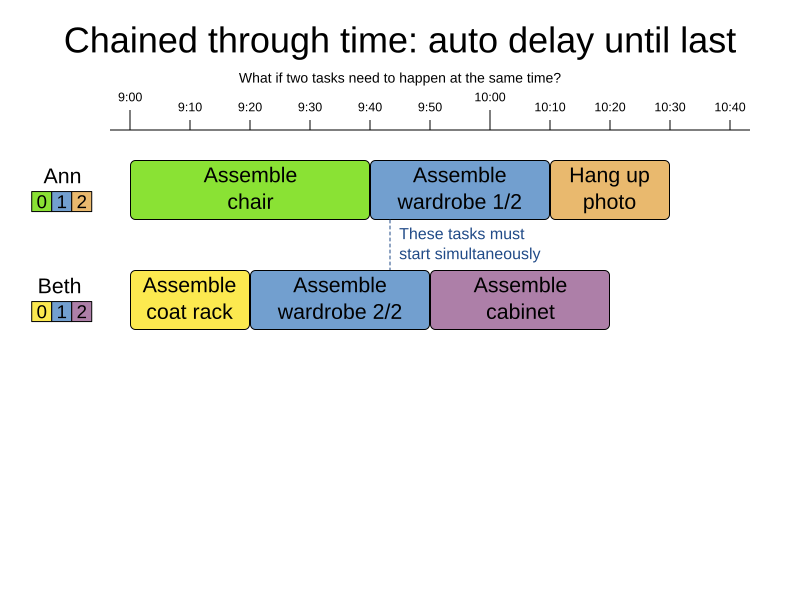 Chained through time: auto delay until last
What if two tasks need to happen at the same time?
9:00 9:10 9:20 9:30 9:40 9:50 10:00 10:10 10:20 10:30 10:40
Ann
0 1 2
Assemble
chair
Assemble
wardrobe 1/2
Hang up
photo
These tasks must
start simultaneously
Beth
0 1 2
Assemble
coat rack
Assemble
wardrobe 2/2
Assemble
cabinet